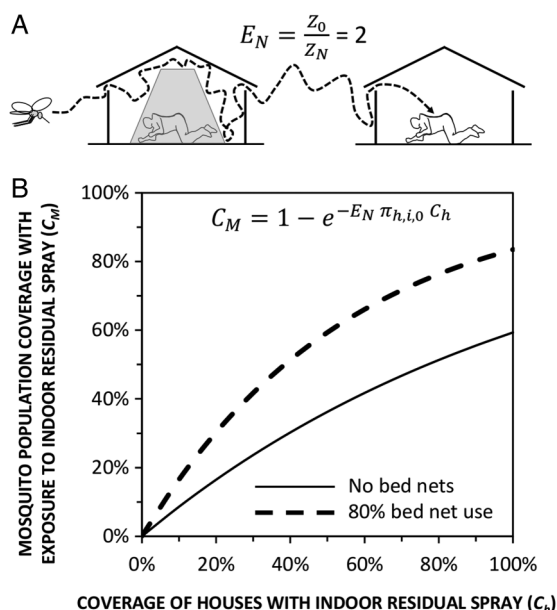 A
E_N = Z_0/Z_N = 2
B
C_M = 1 − e^{−E_N π_{h,i,0} C_h}
MOSQUITO POPULATION COVERAGE WITH
EXPOSURE TO INDOOR RESIDUAL SPRAY (C_M)
100%
80%
60%
40%
20%
0%
No bed nets
80% bed net use
0% 20% 40% 60% 80% 100%
COVERAGE OF HOUSES WITH INDOOR RESIDUAL SPRAY (C_h)